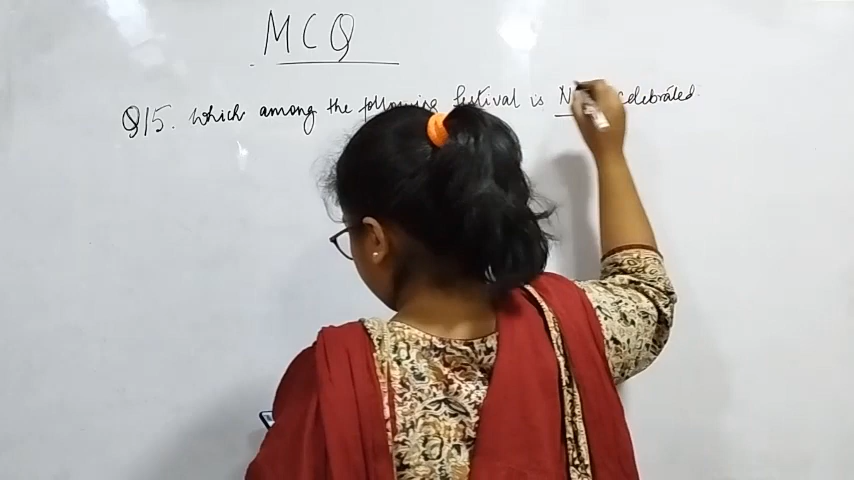 MCQ
Q15. Which among the following festival is celebrated.